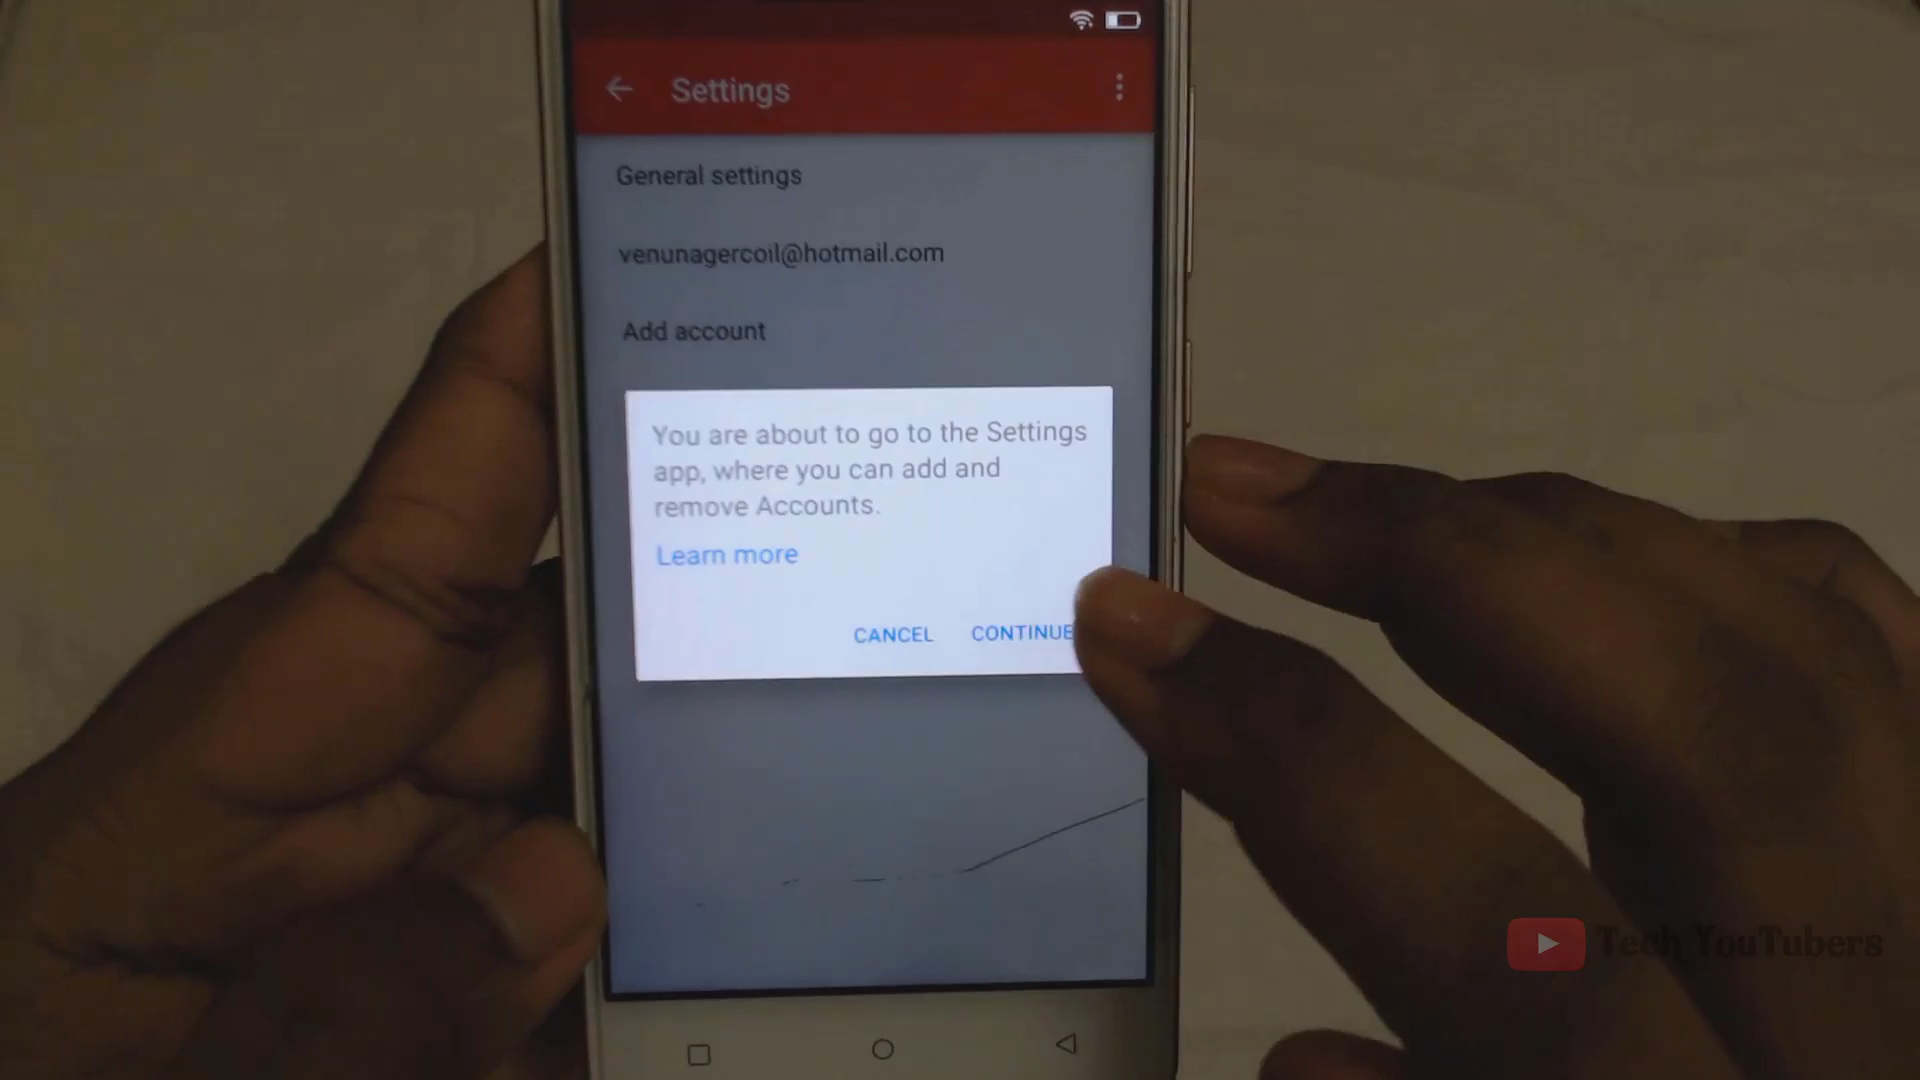 Settings
General settings
venunagercoil@hotmail.com
Add account
You are about to go to the Settings
app, where you can add and
remove Accounts.
Learn more
CANCEL CONTINUE
Tech YouTubers